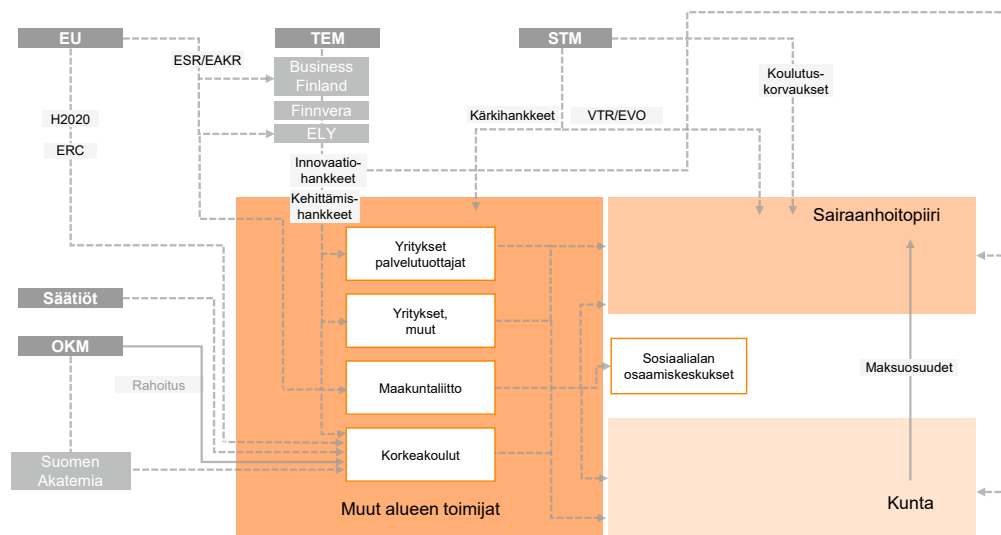 EU
TEM
STM
ESR/EAKR
Business
Finland
Finnvera
ELY
Koulutus-
korvaukset
H2020
ERC
Kärkihankkeet
VTR/EVO
Innovaatio-
hankkeet
Kehittämis-
hankkeet
Sairaanhoitopiiri
Yritykset
palvelutuottajat
Säätiöt
Yritykset,
muut
OKM
Rahoitus
Maakuntaliitto
Sosiaalialan
osaamiskeskukset
Maksuosuudet
Suomen
Akatemia
Korkeakoulut
Muut alueen toimijat
Kunta